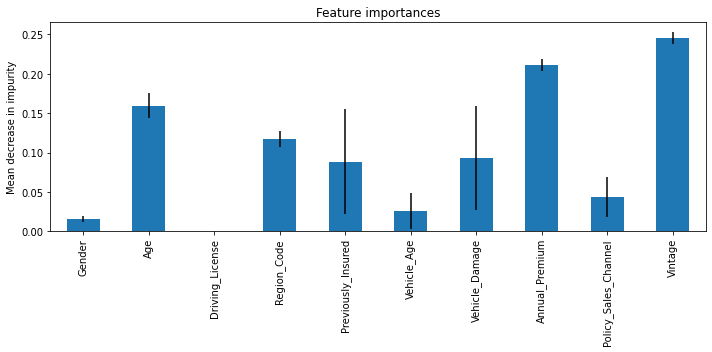 Feature importances
Mean decrease in impurity
0.25
0.20
0.15
0.10
0.05
0.00
Gender
Age
Driving_License
Region_Code
Previously_Insured
Vehicle_Age
Vehicle_Damage
Annual_Premium
Policy_Sales_Channel
Vintage